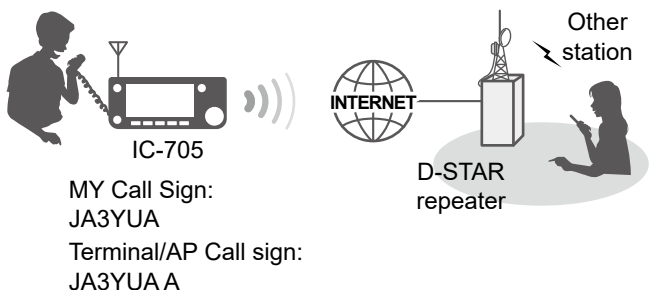 Other
station
INTERNET
IC-705
D-STAR
repeater
MY Call Sign:
JA3YUA
Terminal/AP Call sign:
JA3YUA A